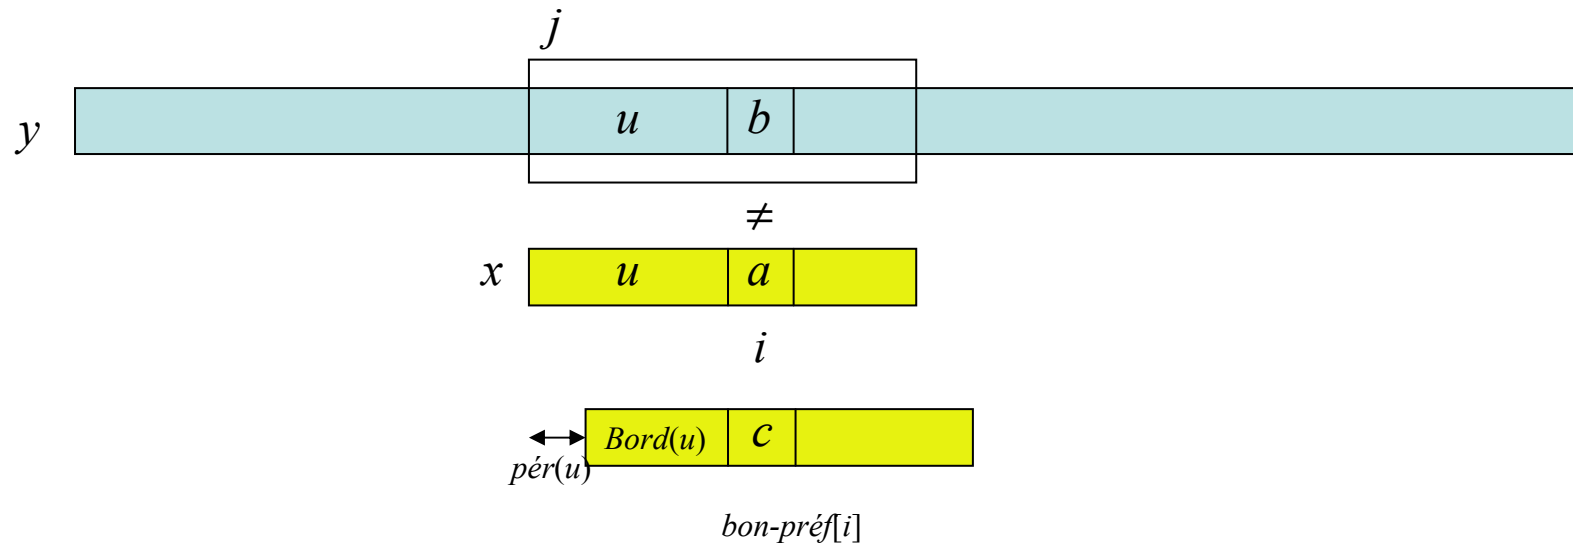 j
y u b
≠
x u a
i
Bord(u) c
pér(u)
bon-préf[i]